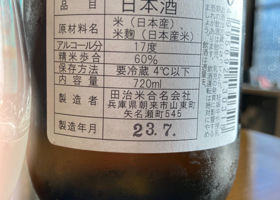 品目 日本酒
原材料名 米(日本産)
米麹(日本産米)
アルコール分 17度
精米歩合 60%
保存方法 要冷蔵 4℃以下
内容量 720ml
製造者 田治米合名会社
兵庫県朝来市山東町
矢名瀬町545
製造年月 23.7.